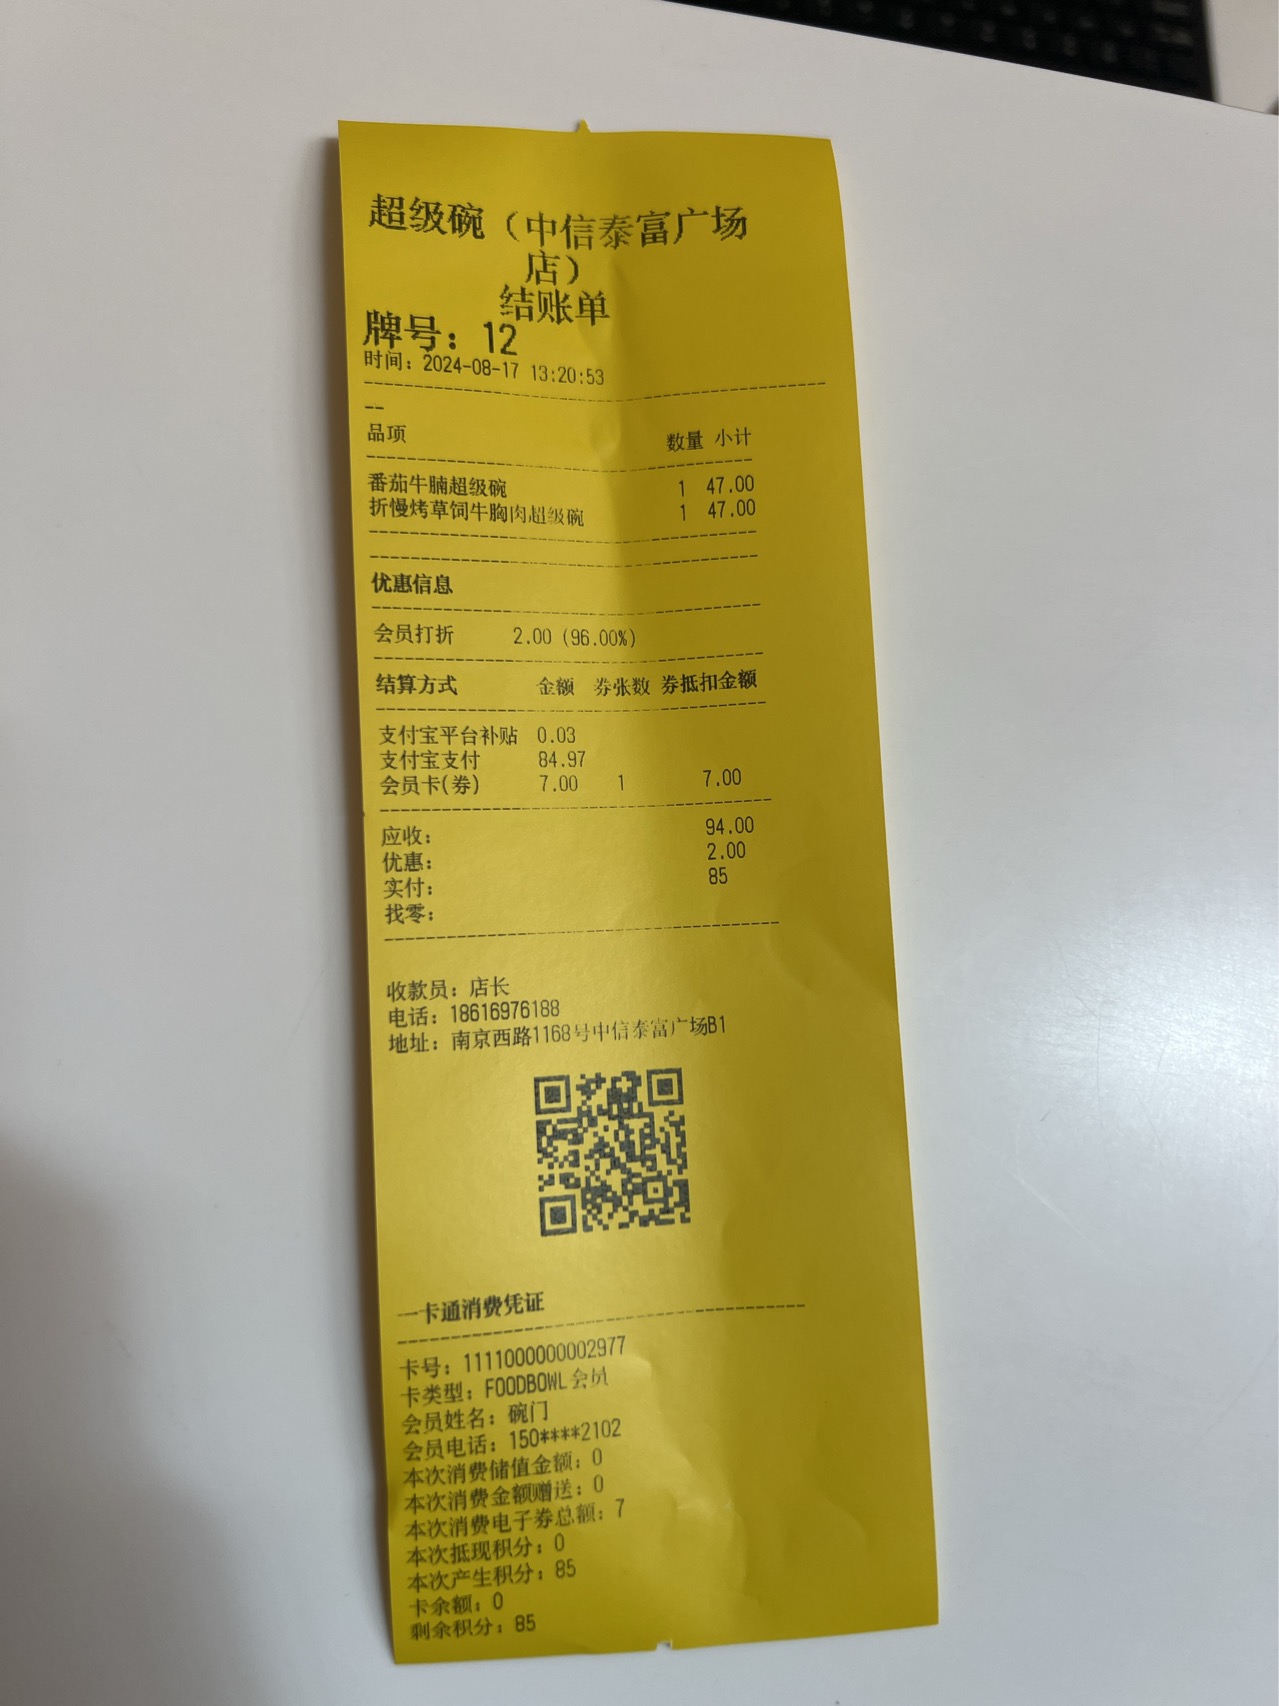 超级碗（中信泰富广场
店）
结账单
牌号：12
时间：2024-08-17 13:20:53
--
品项 数量 小计
番茄牛腩超级碗 1 47.00
折慢烤草饲牛胸肉超级碗 1 47.00
优惠信息
会员打折 2.00 (96.00%)
结算方式 金额 券张数 券抵扣金额
支付宝平台补贴 0.03
支付宝支付 84.97
会员卡(券) 7.00 1 7.00
应收： 94.00
优惠： 2.00
实付： 85
找零：
收款员：店长
电话：18616976188
地址：南京西路1168号中信泰富广场B1
一卡通消费凭证
卡号：1111000000002977
卡类型：FOODBOWL会员
会员姓名：碗门
会员电话：150****2102
本次消费储值金额：0
本次消费金额赠送：0
本次消费电子券总额：7
本次抵现积分：0
本次产生积分：85
卡余额：0
剩余积分：85